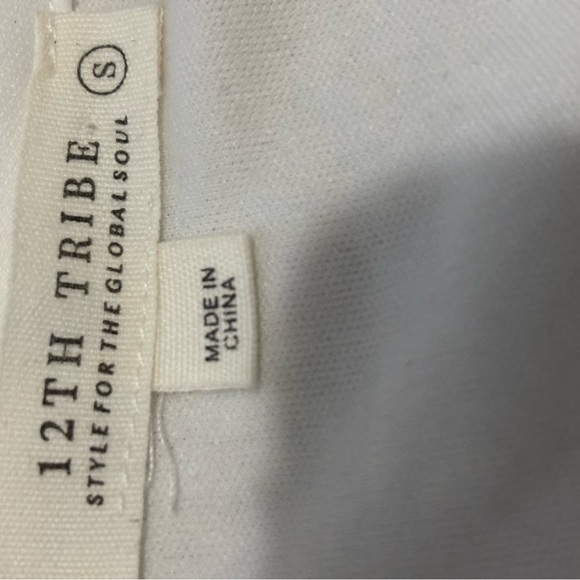 12TH TRIBE
STYLE FOR THE GLOBAL SOUL
S
MADE IN
CHINA